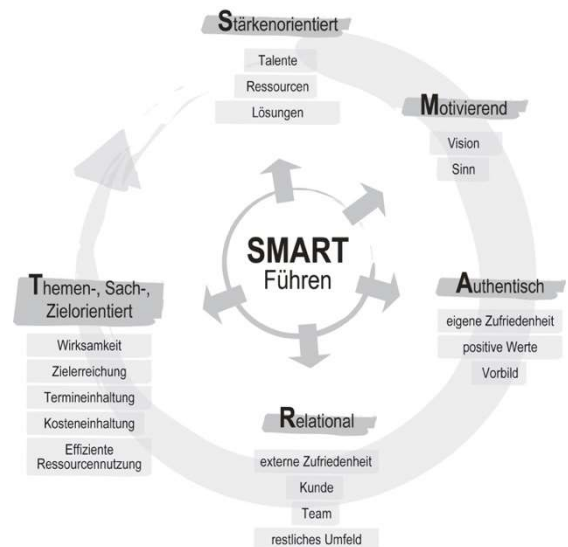 Stärkenorientiert
Talente
Ressourcen
Lösungen
Motivierend
Vision
Sinn
SMART
Führen
Authentisch
eigene Zufriedenheit
positive Werte
Vorbild
Relational
externe Zufriedenheit
Kunde
Team
restliches Umfeld
Themen-, Sach-,
Zielorientiert
Wirksamkeit
Zielerreichung
Termineinhaltung
Kosteneinhaltung
Effiziente
Ressourcennutzung